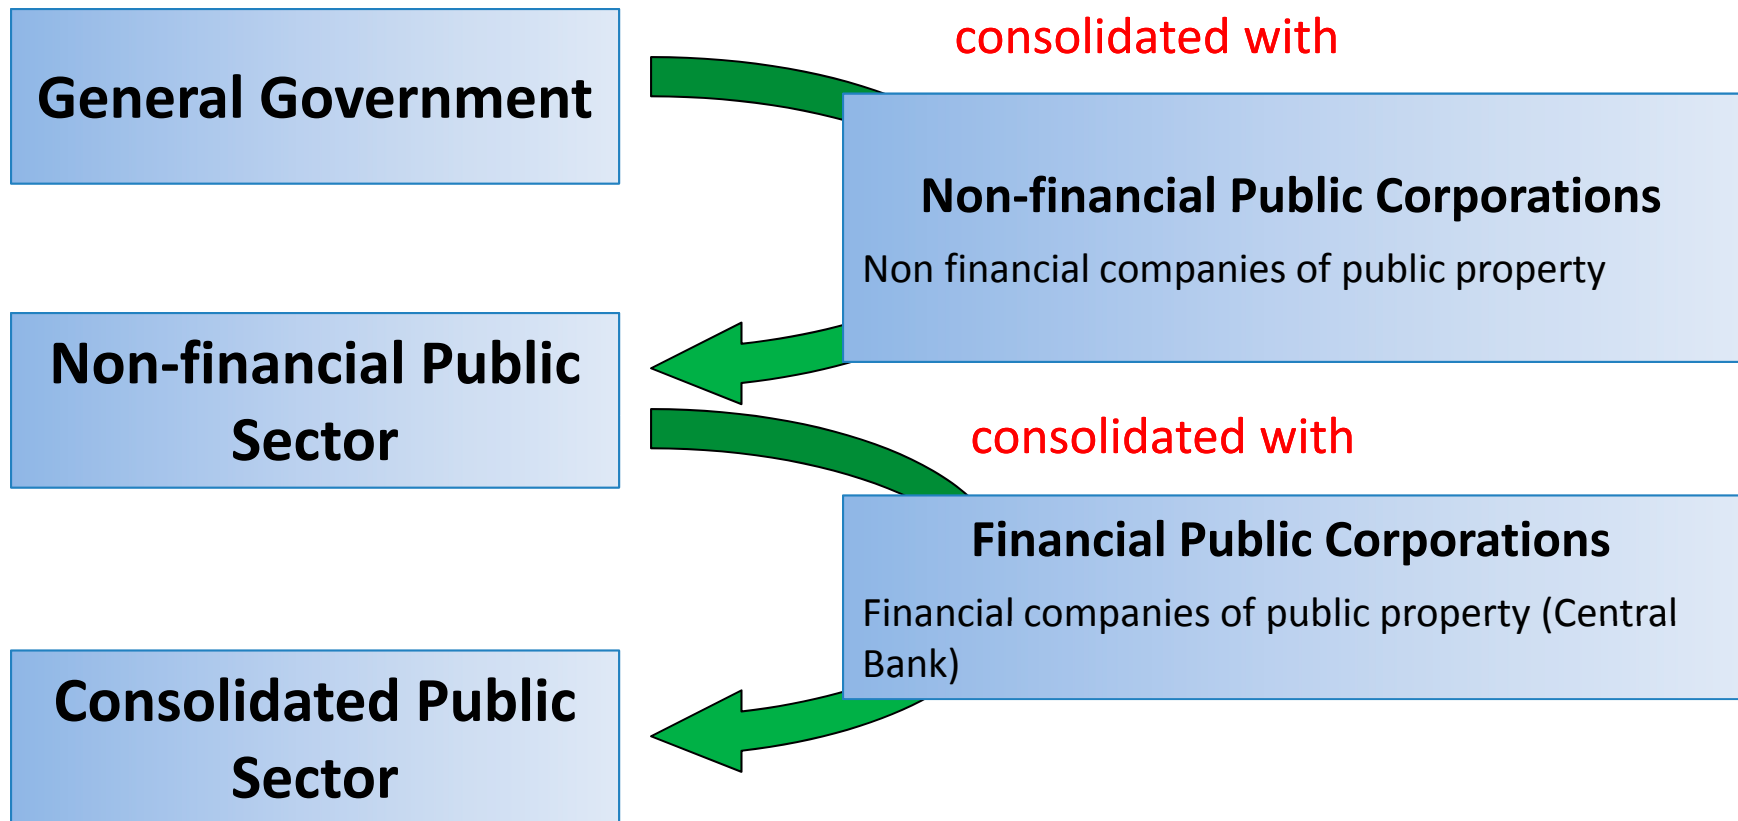 General Government
consolidated with
Non-financial Public Corporations
Non financial companies of public property
Non-financial Public
Sector
consolidated with
Financial Public Corporations
Financial companies of public property (Central
Bank)
Consolidated Public
Sector